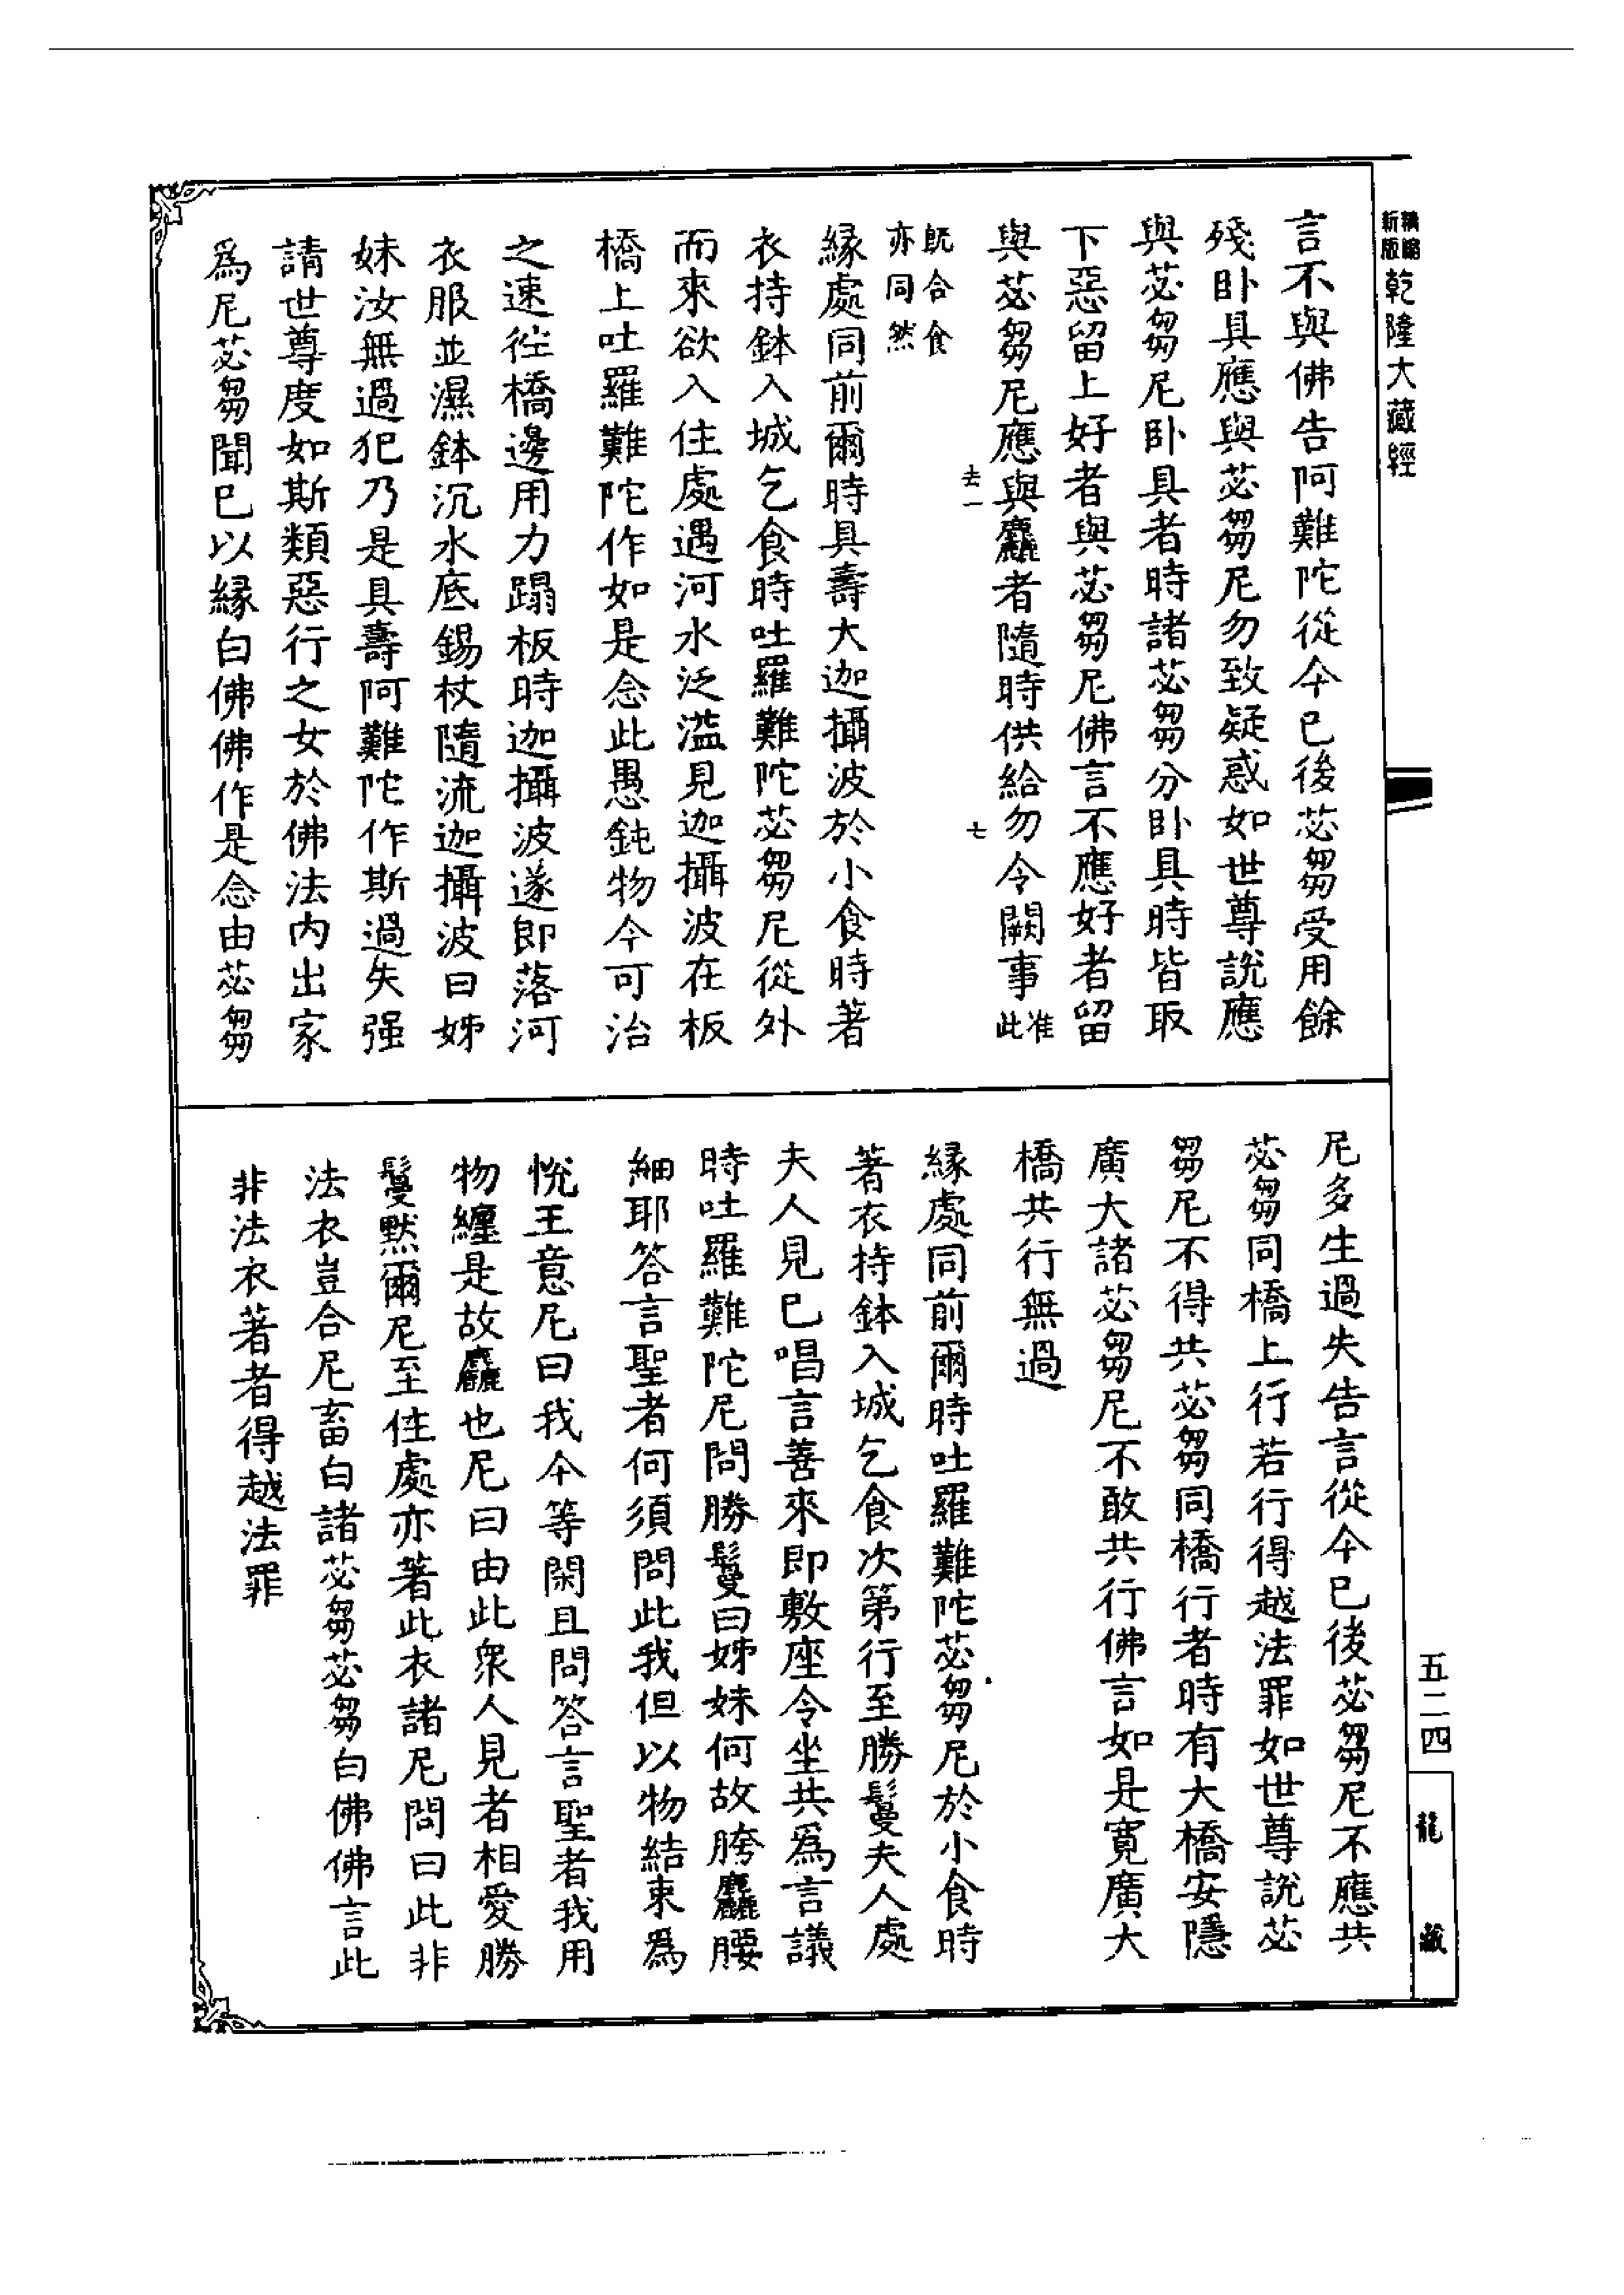 新版精縮乾隆大藏經
言不與佛告阿難陀從今已後苾芻受用餘
殘卧具應與苾芻尼勿致疑惑如世尊說應
與苾芻尼卧具者時諸苾芻分卧具時皆取
下惡留上好者與苾芻尼佛言不應好者留
與苾芻尼應與麤者隨時供給勿令闕事准此
去一 七
既合食
亦同然
緣處同前爾時具壽大迦攝波於小食時著
衣持鉢入城乞食時吐羅難陀苾芻尼從外
而來欲入住處遇河水泛溢見迦攝波在板
橋上吐羅難陀作如是念此愚鈍物今可治
之速徃橋邊用力蹋板時迦攝波遂即落河
衣服並濕鉢沉水底錫杖隨流迦攝波曰姊
妹汝無過犯乃是具壽阿難陀作斯過失强
請世尊度如斯類惡行之女於佛法内出家
爲尼苾芻聞已以緣白佛佛作是念由苾芻
尼多生過失告言從今已後苾芻尼不應共
苾芻同橋上行若行得越法罪如世尊說苾
芻尼不得共苾芻同橋行者時有大橋安隱
廣大諸苾芻尼不敢共行佛言如是寬廣大
橋共行無過
緣處同前爾時吐羅難陀苾芻尼於小食時
著衣持鉢入城乞食次第行至勝鬘夫人處
夫人見已唱言善來即敷座令坐共爲言議
時吐羅難陀尼問勝鬘曰姊妹何故胯麤腰
細耶答言聖者何須問此我但以物結束爲
悅王意尼曰我今等閑且問答言聖者我用
物纏是故麤也尼曰由此衆人見者相愛勝
鬘默爾尼至住處亦著此衣諸尼問曰此非
法衣豈合尼畜白諸苾芻苾芻白佛佛言此
非法衣著者得越法罪
五二四
龍藏